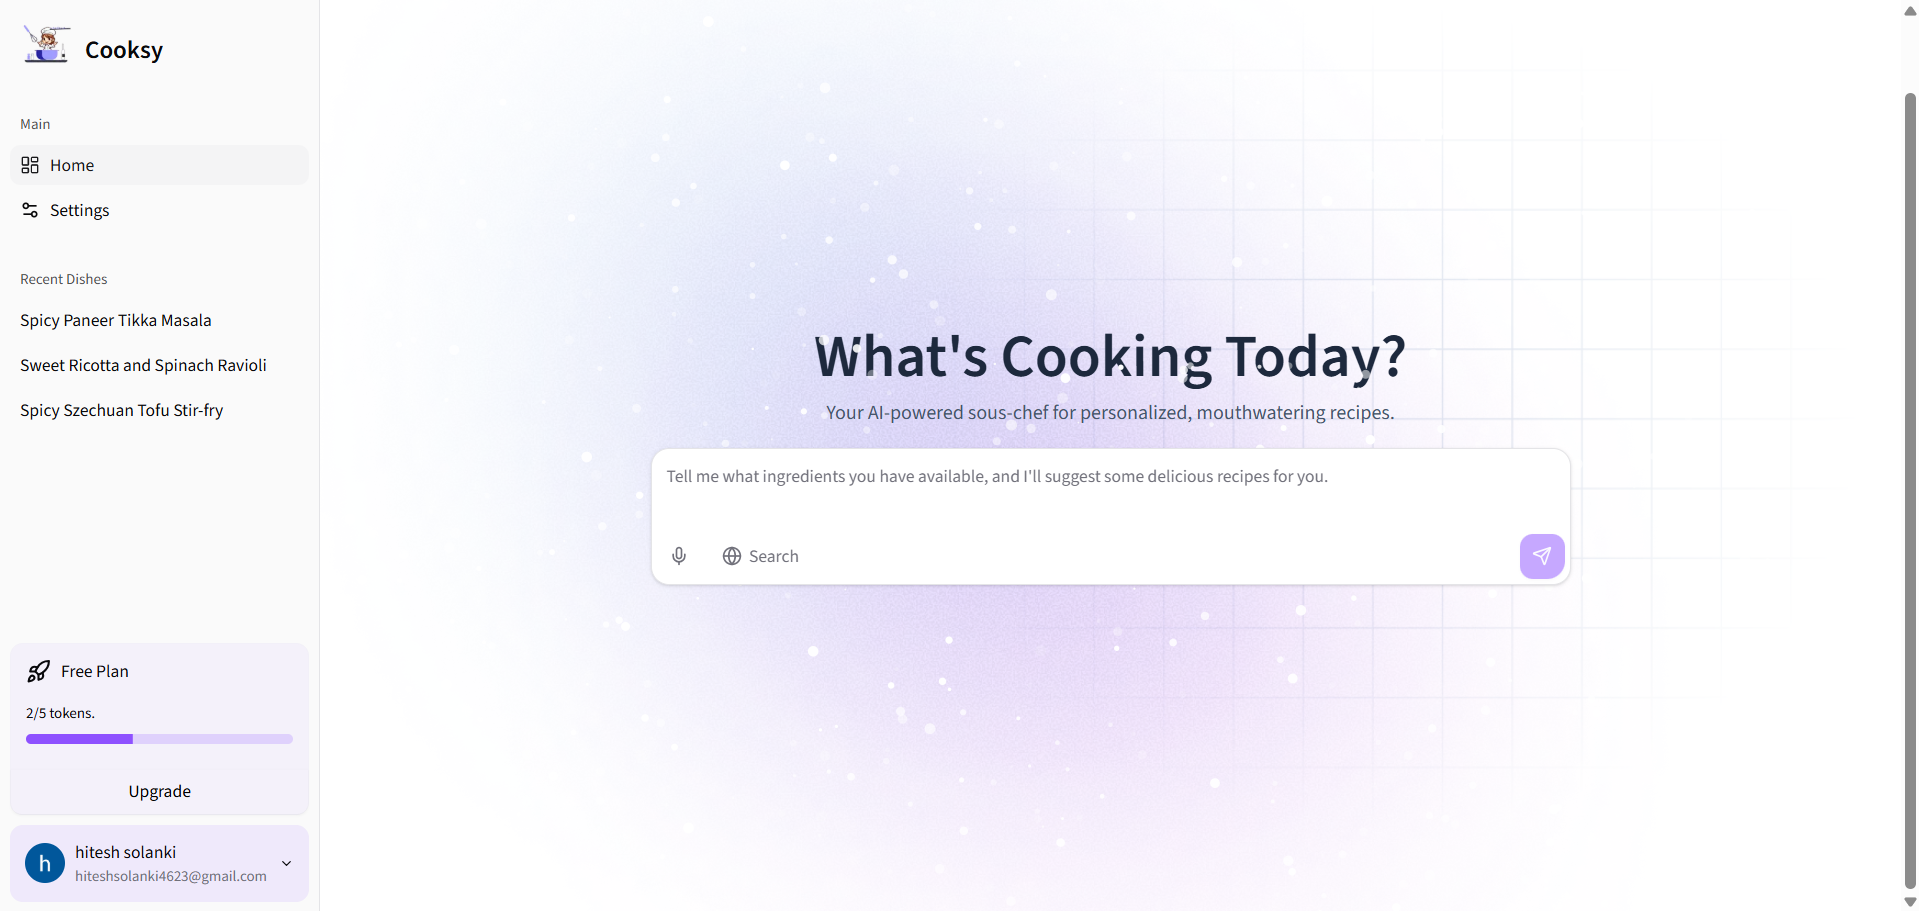 Cooksy
Main
Home
Settings
Recent Dishes
Spicy Paneer Tikka Masala
Sweet Ricotta and Spinach Ravioli
Spicy Szechuan Tofu Stir-fry
Free Plan
2/5 tokens.
Upgrade
h
hitesh solanki
hiteshsolanki4623@gmail.com
What's Cooking Today?
Your AI-powered sous-chef for personalized, mouthwatering recipes.
Tell me what ingredients you have available, and I'll suggest some delicious recipes for you.
Search